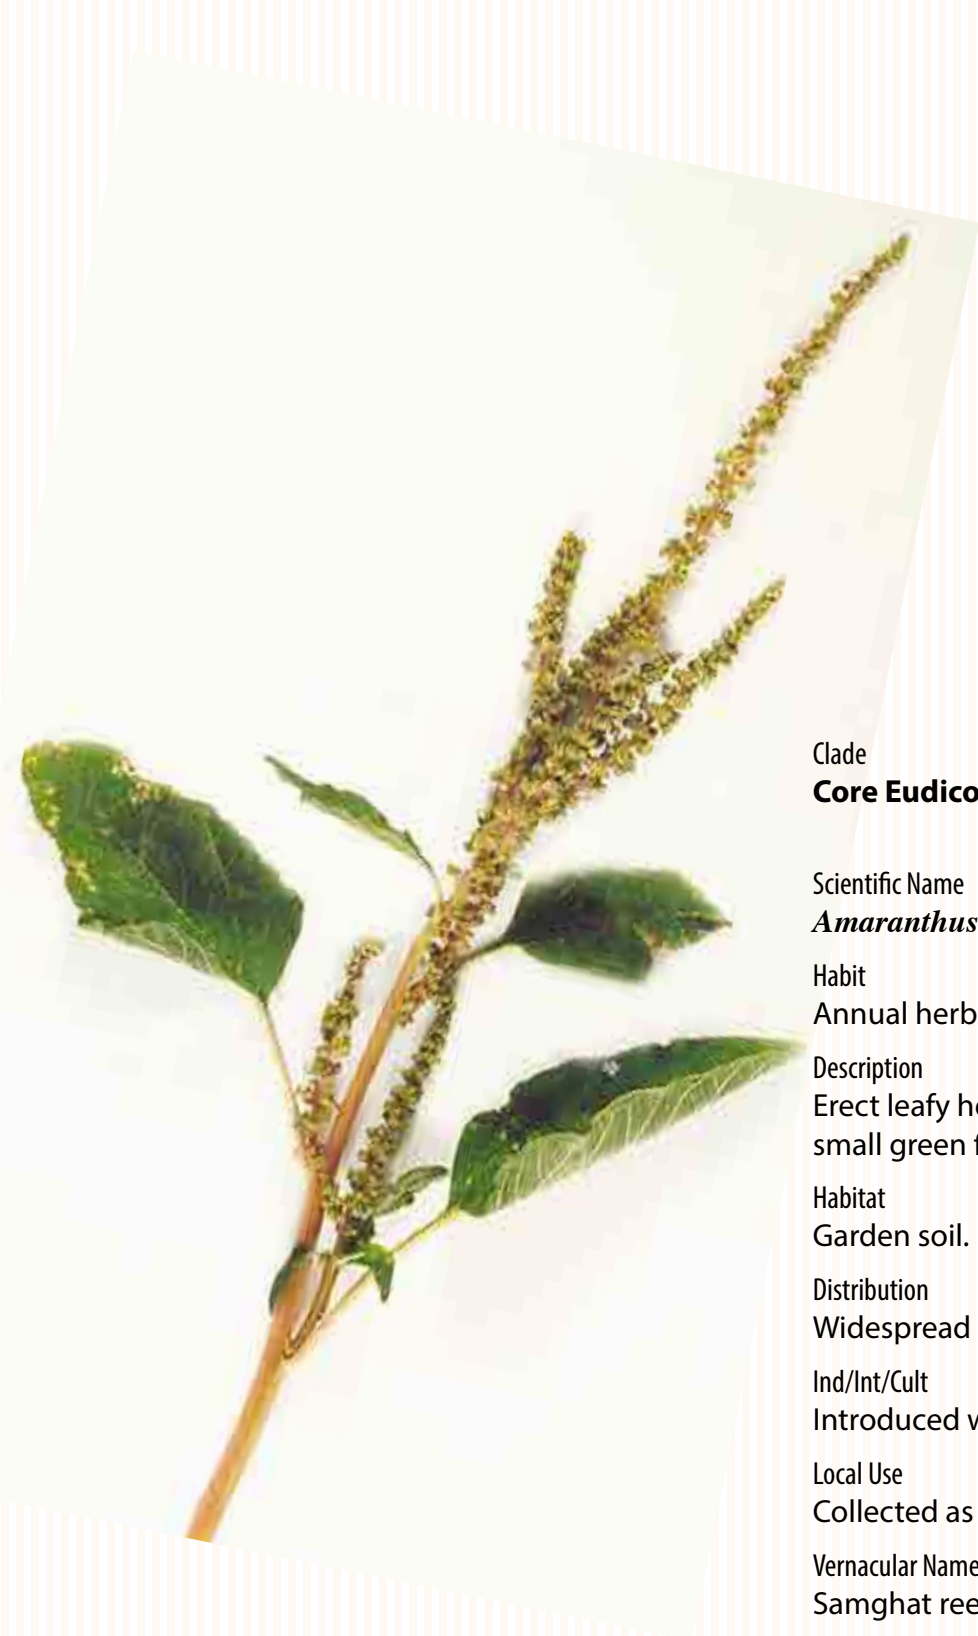 Clade
Core Eudico
Scientific Name
Amaranthus
Habit
Annual herb
Description
Erect leafy he
small green f
Habitat
Garden soil.
Distribution
Widespread
Ind/Int/Cult
Introduced w
Local Use
Collected as
Vernacular Name
Samghat ree